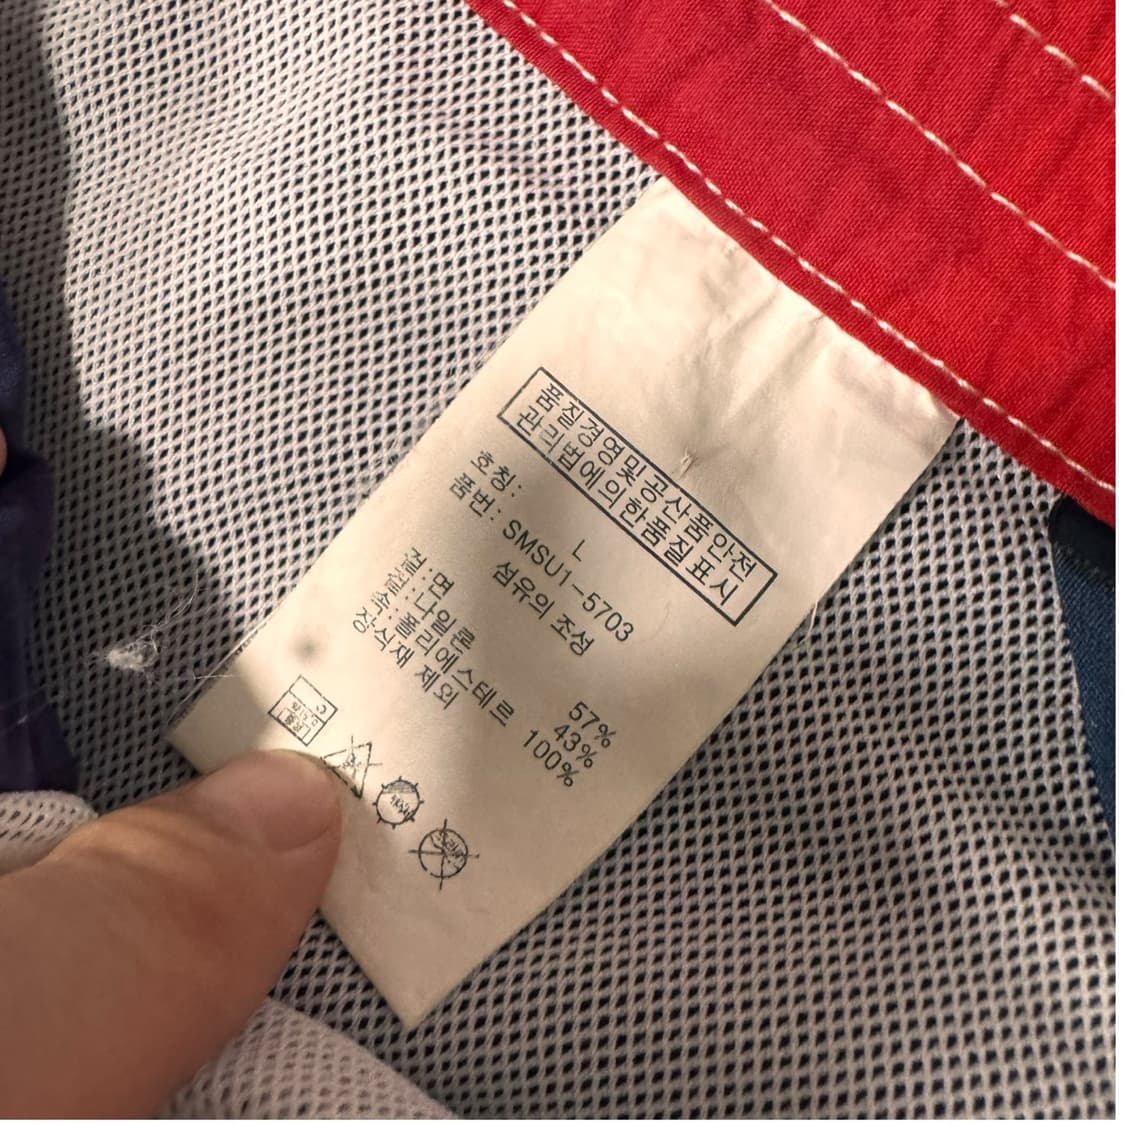 품질경영및공산품안전
관리법에의한품질표시
호칭: L
품번: SMSU1-5703
섬유의 조성
겉:면 57%
겉:나일론 43%
속:폴리에스테르 100%
장식재 제외